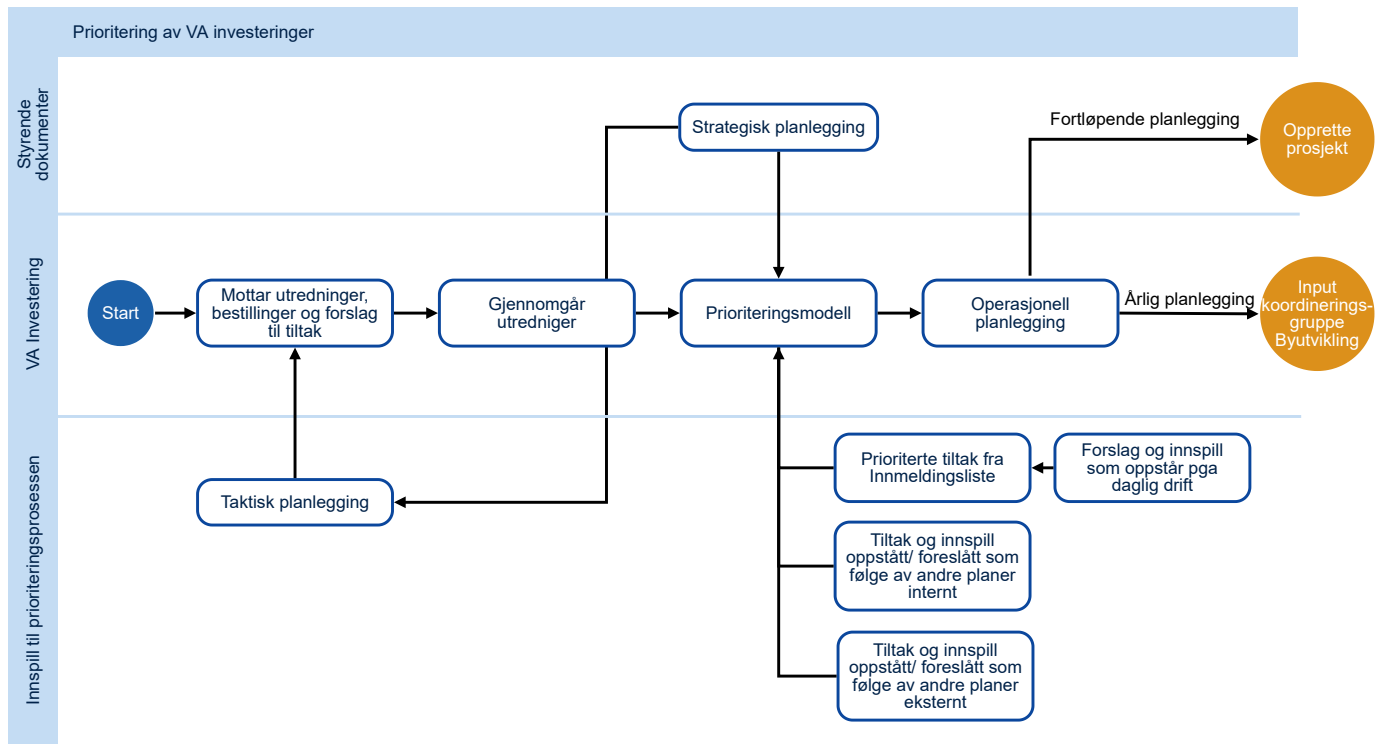 Prioritering av VA investeringer
Styrende
dokumenter
Strategisk planlegging
Fortløpende planlegging
Opprette
prosjekt
VA Investering
Start
Mottar utredninger,
bestillinger og forslag
til tiltak
Gjennomgår
utredniger
Prioriteringsmodell
Operasjonell
planlegging
Årlig planlegging
Input
koordinerings-
gruppe
Byutvikling
Innspill til prioriteringsprosessen
Taktisk planlegging
Prioriterte tiltak fra
Innmeldingsliste
Forslag og innspill
som oppstår pga
daglig drift
Tiltak og innspill
oppstått/ foreslått som
følge av andre planer
internt
Tiltak og innspill
oppstått/ foreslått som
følge av andre planer
eksternt